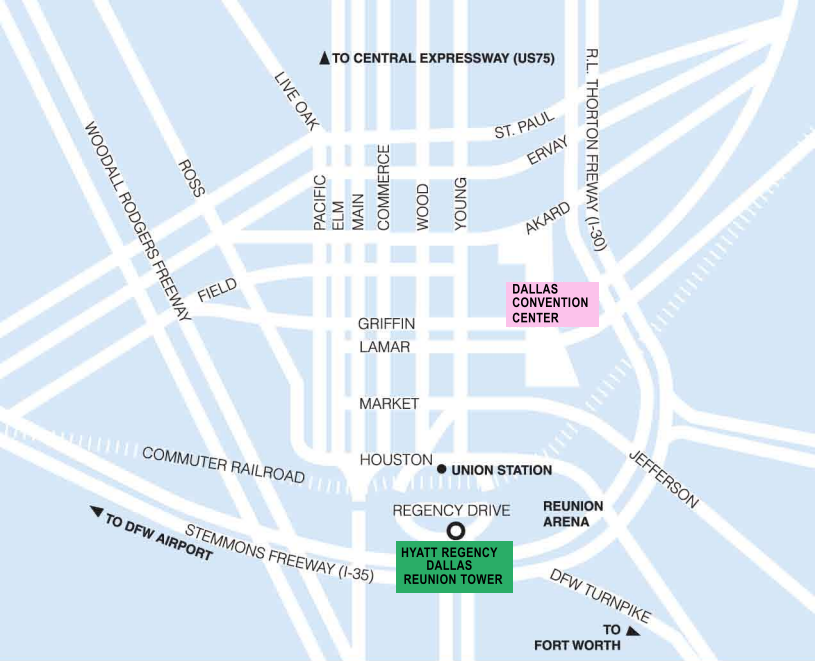 TO CENTRAL EXPRESSWAY (US75)
LIVE OAK
ST. PAUL
ERVAY
R.L. THORTON FREWAY (I-30)
WOODALL RODGERS FREEWAY
ROSS
PACIFIC
ELM
MAIN
COMMERCE
WOOD
YOUNG
AKARD
FIELD
DALLAS
CONVENTION
CENTER
GRIFFIN
LAMAR
MARKET
HOUSTON
UNION STATION
COMMUTER RAILROAD
JEFFERSON
REGENCY DRIVE
REUNION
ARENA
TO DFW AIRPORT
STEMMONS FREEWAY (I-35)
HYATT REGENCY
DALLAS
REUNION TOWER
DFW TURNPIKE
TO
FORT WORTH